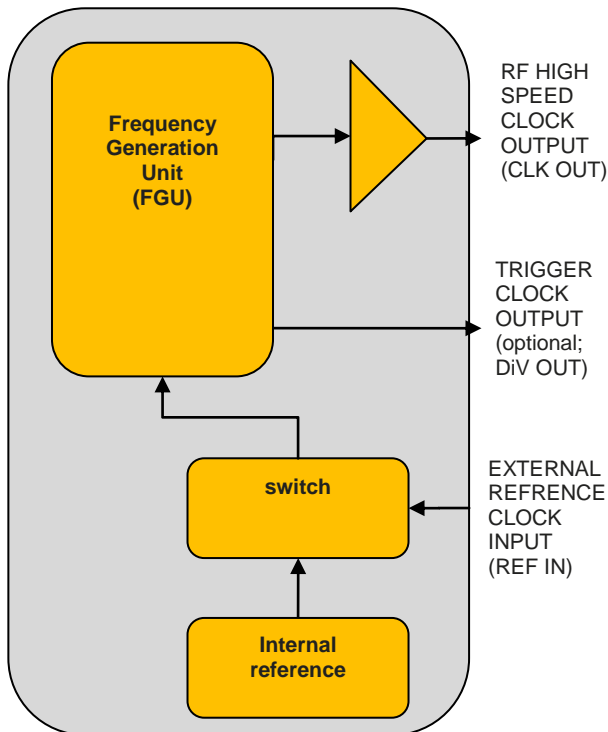 Frequency
Generation
Unit
(FGU)
RF HIGH
SPEED
CLOCK
OUTPUT
(CLK OUT)
TRIGGER
CLOCK
OUTPUT
(optional;
DiV OUT)
switch
EXTERNAL
REFRENCE
CLOCK
INPUT
(REF IN)
Internal
reference